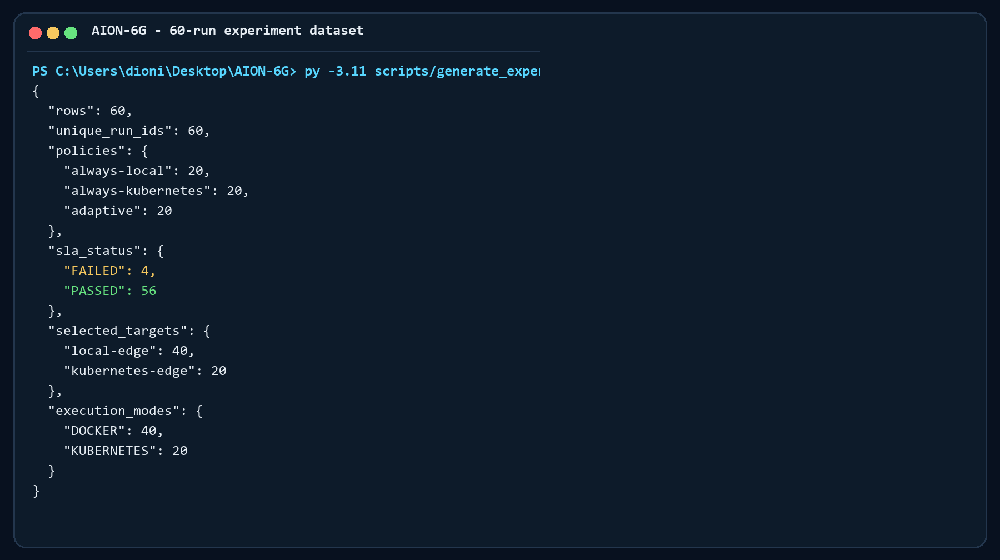 AION-6G - 60-run experiment dataset
PS C:\Users\dioni\Desktop\AION-6G> py -3.11 scripts/generate_exper
{
  "rows": 60,
  "unique_run_ids": 60,
  "policies": {
    "always-local": 20,
    "always-kubernetes": 20,
    "adaptive": 20
  },
  "sla_status": {
    "FAILED": 4,
    "PASSED": 56
  },
  "selected_targets": {
    "local-edge": 40,
    "kubernetes-edge": 20
  },
  "execution_modes": {
    "DOCKER": 40,
    "KUBERNETES": 20
  }
}